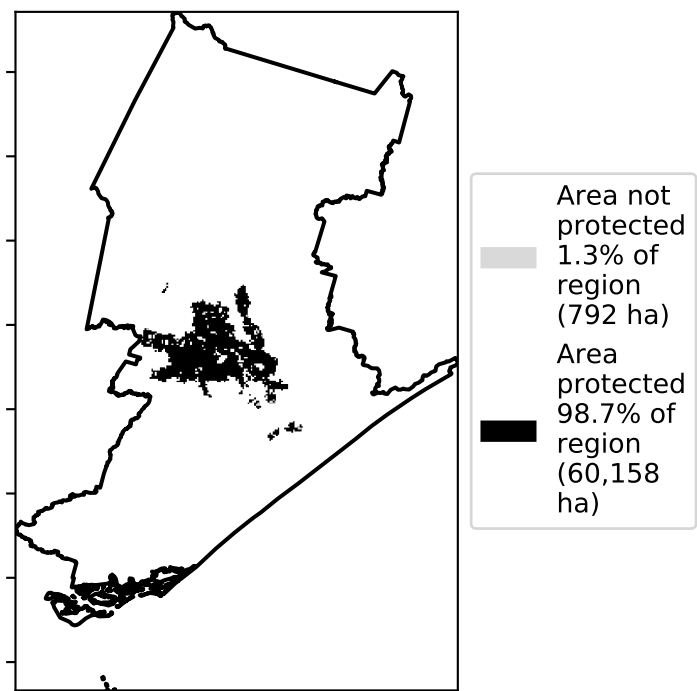 Area not
protected
1.3% of
region
(792 ha)
Area
protected
98.7% of
region
(60,158
ha)